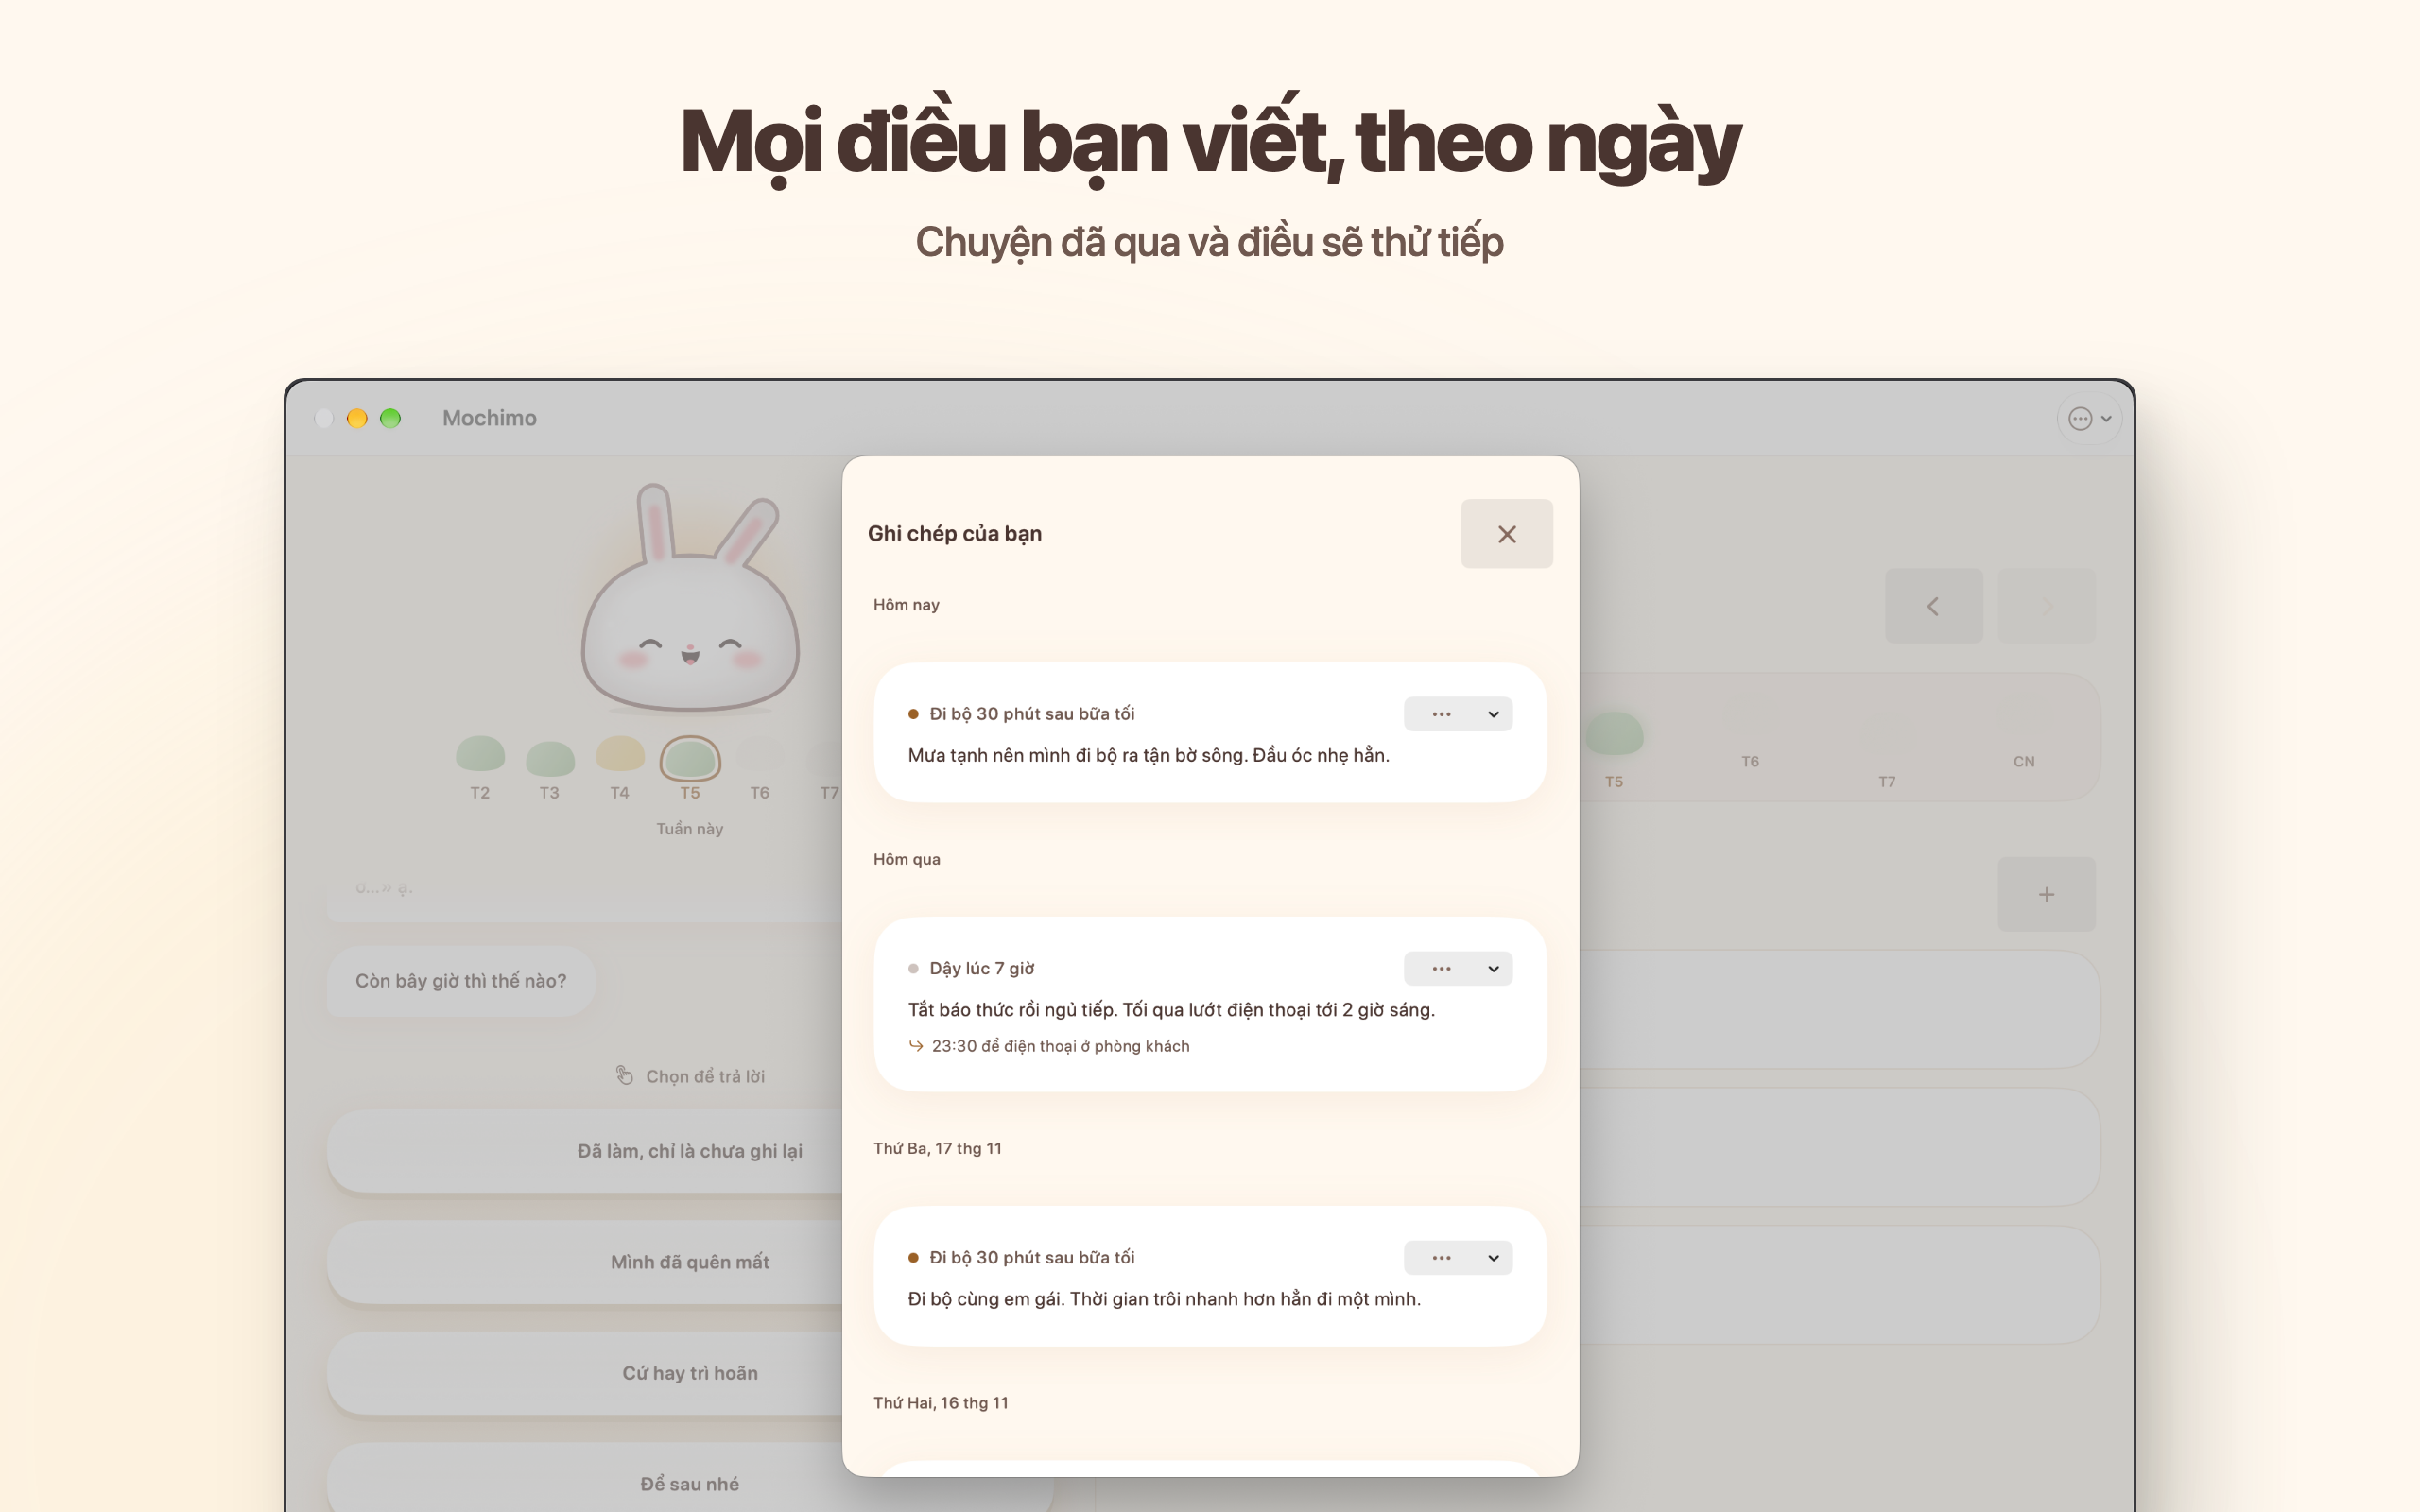 Mọi điều bạn viết, theo ngày
Chuyện đã qua và điều sẽ thử tiếp
Mochimo
T2 T3 T4 T5 T6 T7
Tuần này
Còn bây giờ thì thế nào?
Chọn để trả lời
Đã làm, chỉ là chưa ghi lại
Mình đã quên mất
Cứ hay trì hoãn
Để sau nhé
Ghi chép của bạn
Hôm nay
Đi bộ 30 phút sau bữa tối
Mưa tạnh nên mình đi bộ ra tận bờ sông. Đầu óc nhẹ hẳn.
Hôm qua
Dậy lúc 7 giờ
Tắt báo thức rồi ngủ tiếp. Tối qua lướt điện thoại tới 2 giờ sáng.
23:30 để điện thoại ở phòng khách
Thứ Ba, 17 thg 11
Đi bộ 30 phút sau bữa tối
Đi bộ cùng em gái. Thời gian trôi nhanh hơn hẳn đi một mình.
Thứ Hai, 16 thg 11
T5 T6 T7 CN